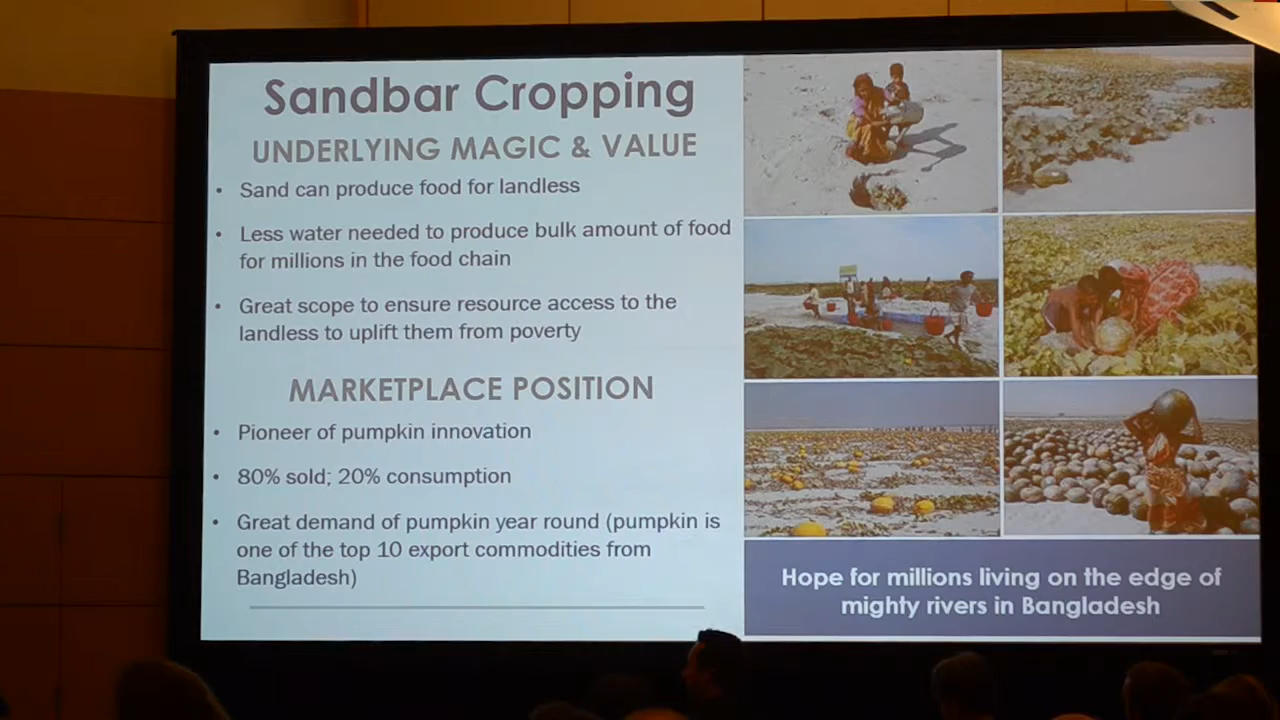 Sandbar Cropping
UNDERLYING MAGIC & VALUE
• Sand can produce food for landless
• Less water needed to produce bulk amount of food
for millions in the food chain
• Great scope to ensure resource access to the
landless to uplift them from poverty
MARKETPLACE POSITION
• Pioneer of pumpkin innovation
• 80% sold; 20% consumption
• Great demand of pumpkin year round (pumpkin is
one of the top 10 export commodities from
Bangladesh)
Hope for millions living on the edge of
mighty rivers in Bangladesh